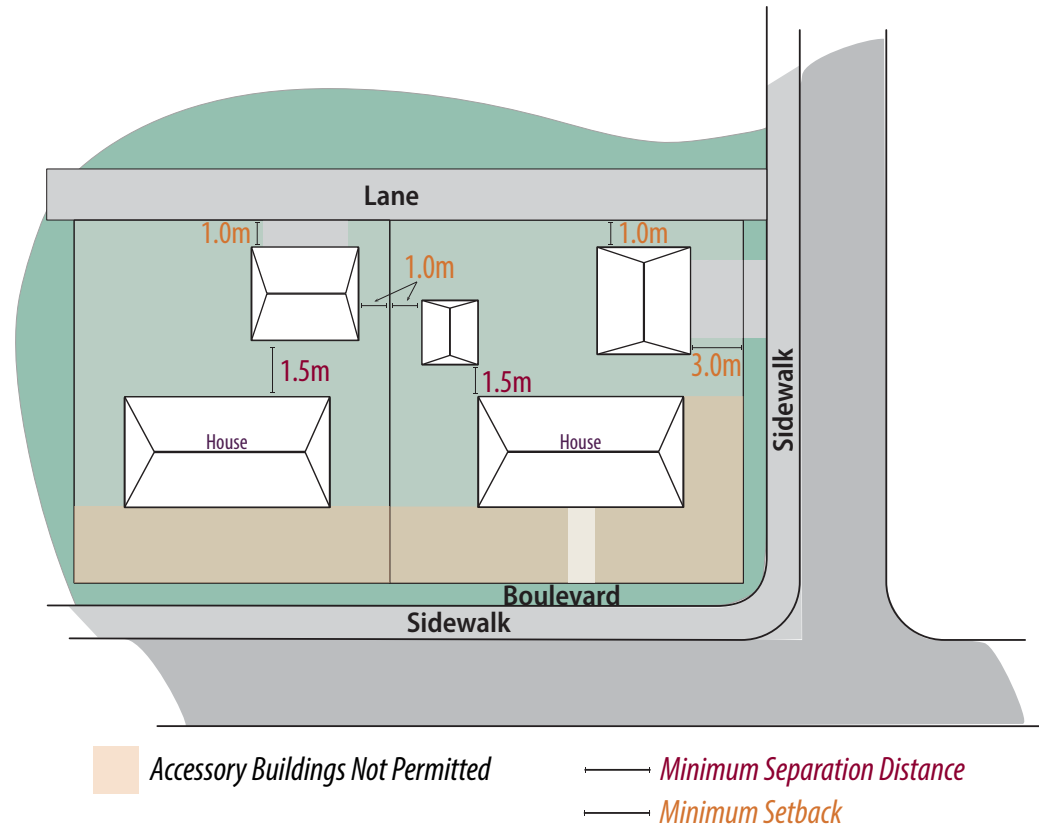 Lane
1.0m
1.0m
1.0m
1.5m
1.5m
3.0m
House
House
Sidewalk
Boulevard
Sidewalk
Accessory Buildings Not Permitted
Minimum Separation Distance
Minimum Setback